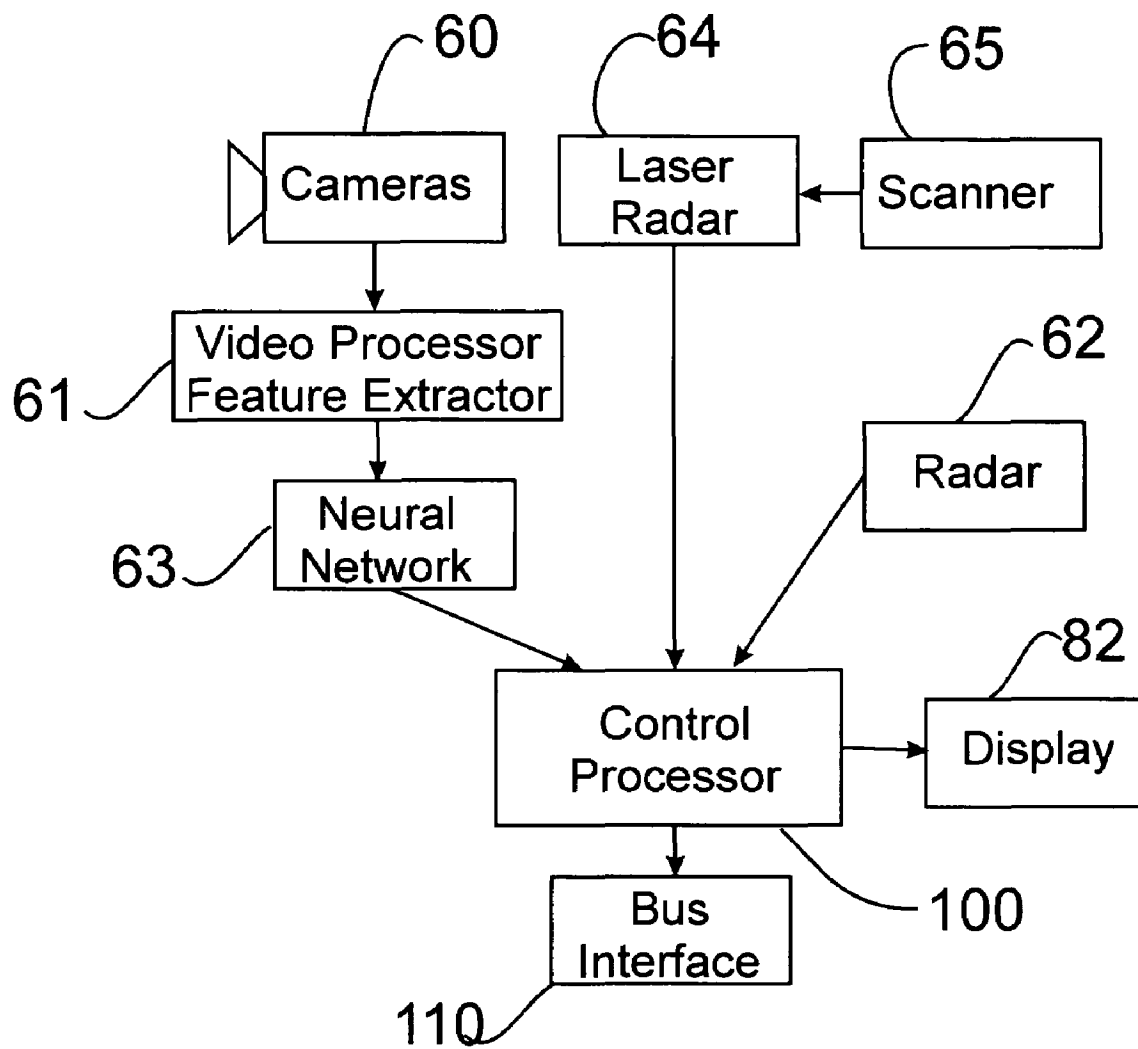 60
64
65
Cameras
Laser
Radar
Scanner
Video Processor
Feature Extractor
61
62
Radar
Neural
Network
63
82
Control
Processor
Display
100
Bus
Interface
110